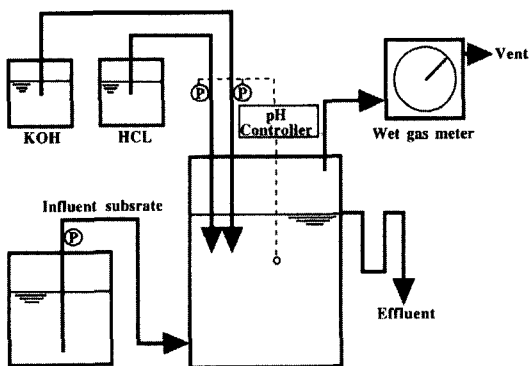 P
P
pH
Controller
Vent
KOH
HCL
Wet gas meter
Influent subsrate
P
Effluent